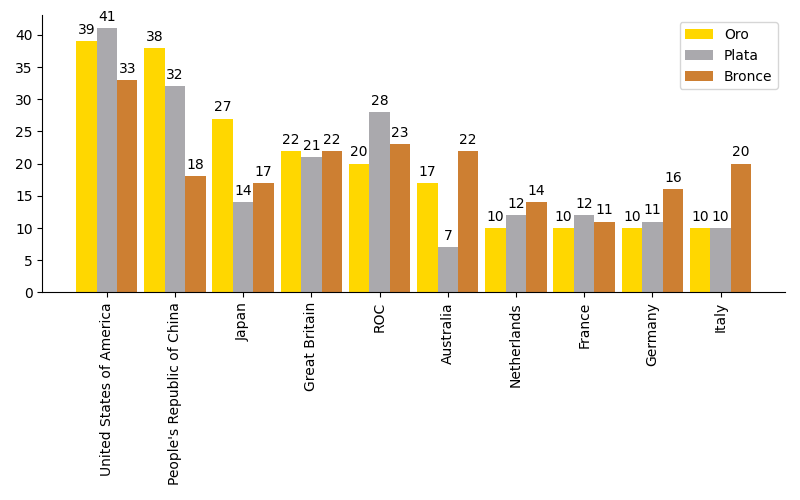 Oro
Plata
Bronce
40
35
30
25
20
15
10
5
0
39 41 33
38 32 18
27 14 17
22 21 22
20 28 23
17 7 22
10 12 14
10 12 11
10 11 16
10 10 20
United States of America
People's Republic of China
Japan
Great Britain
ROC
Australia
Netherlands
France
Germany
Italy